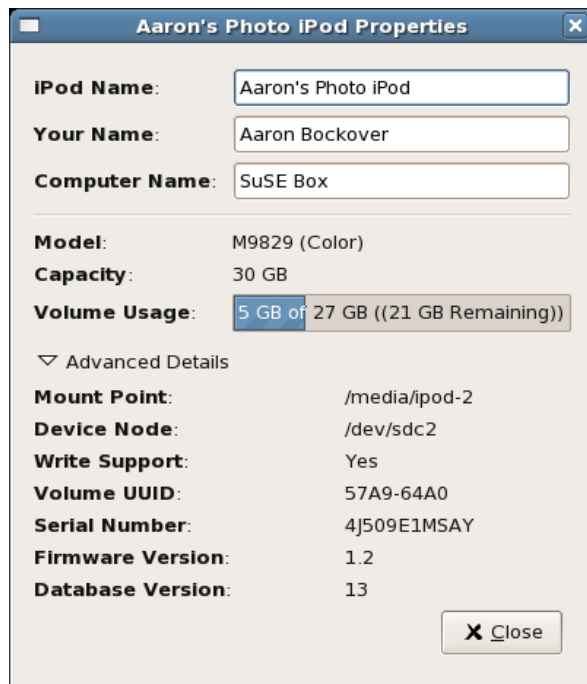 Aaron's Photo iPod Properties
iPod Name: Aaron's Photo iPod
Your Name: Aaron Bockover
Computer Name: SuSE Box
Model: M9829 (Color)
Capacity: 30 GB
Volume Usage: 5 GB of 27 GB ((21 GB Remaining))
Advanced Details
Mount Point: /media/ipod-2
Device Node: /dev/sdc2
Write Support: Yes
Volume UUID: 57A9-64A0
Serial Number: 4J509E1MSAY
Firmware Version: 1.2
Database Version: 13
Close